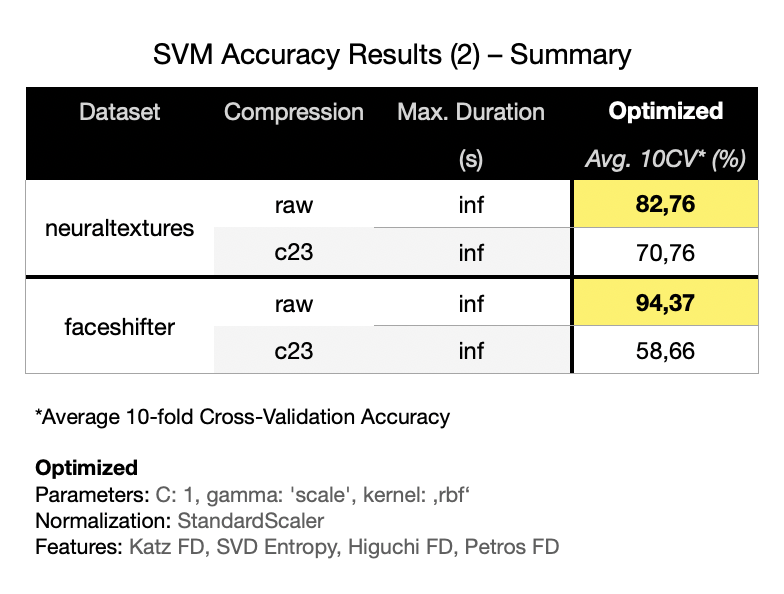 SVM Accuracy Results (2) – Summary
Dataset Compression Max. Duration (s) Optimized Avg. 10CV* (%)
neuraltextures raw inf 82,76
c23 inf 70,76
faceshifter raw inf 94,37
c23 inf 58,66
*Average 10-fold Cross-Validation Accuracy
Optimized
Parameters: C: 1, gamma: 'scale', kernel: ‚rbf‘
Normalization: StandardScaler
Features: Katz FD, SVD Entropy, Higuchi FD, Petros FD